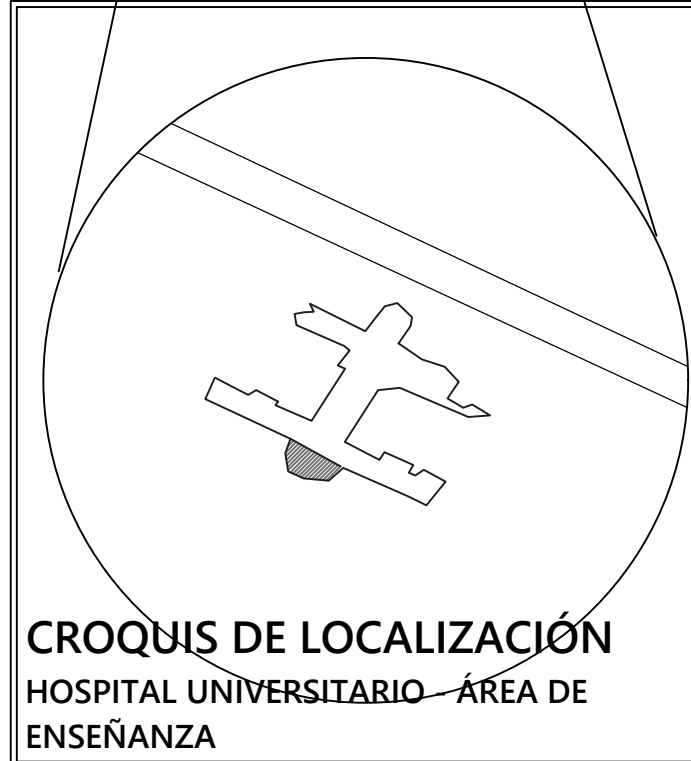 CROQUIS DE LOCALIZACIÓN
HOSPITAL UNIVERSITARIO - ÁREA DE
ENSEÑANZA